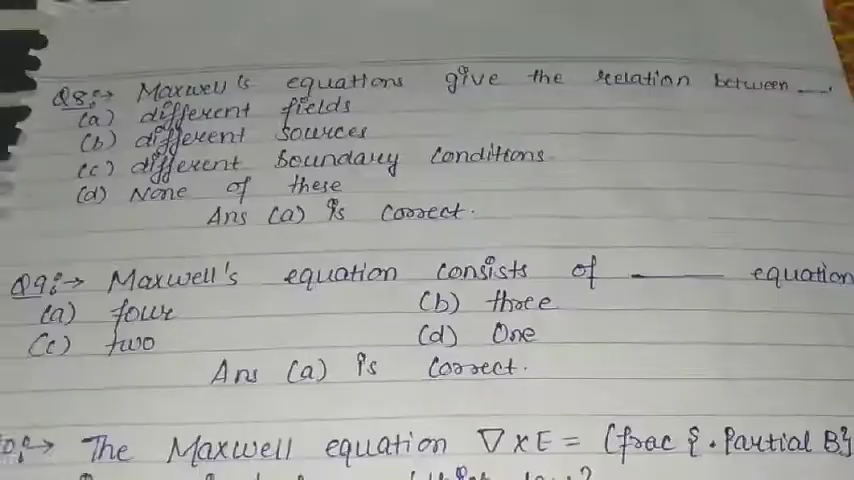 Q8:→ Maxwell's equations give the relation between ___.
(a) different fields
(b) different sources
(c) different boundary conditions
(d) None of these
Ans (a) is correct.
Q9:→ Maxwell's equation consists of ____ equation
(a) four (b) three
(c) two (d) One
Ans (a) is correct.
0:→ The Maxwell equation ∇×E = (frac {.Partial B}